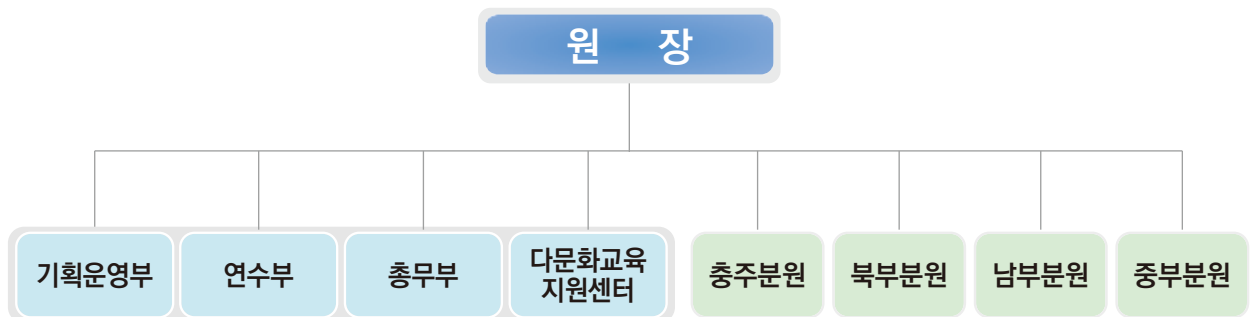 원 장
기획운영부
연수부
총무부
다문화교육
지원센터
충주분원
북부분원
남부분원
중부분원